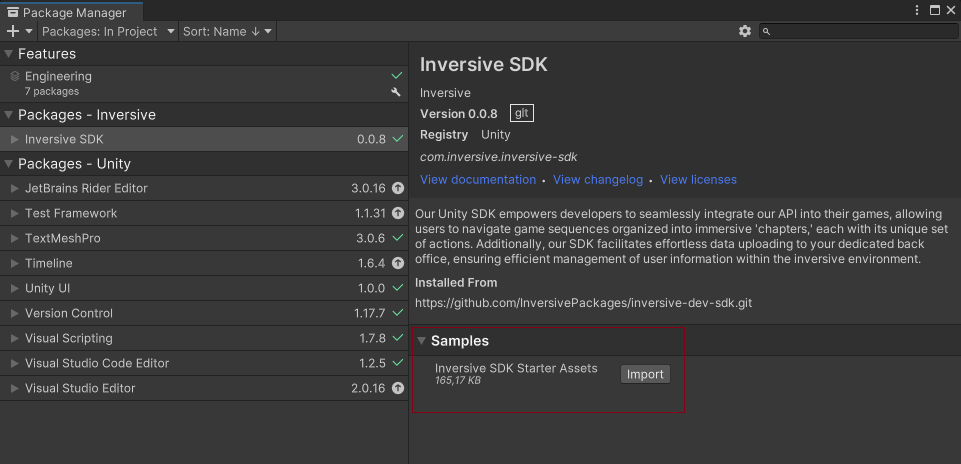 Package Manager
Packages: In Project
Sort: Name ↓
Features
Engineering
7 packages
Packages - Inversive
Inversive SDK 0.0.8
Packages - Unity
JetBrains Rider Editor 3.0.16
Test Framework 1.1.31
TextMeshPro 3.0.6
Timeline 1.6.4
Unity UI 1.0.0
Version Control 1.17.7
Visual Scripting 1.7.8
Visual Studio Code Editor 1.2.5
Visual Studio Editor 2.0.16
Inversive SDK
Inversive
Version 0.0.8 git
Registry Unity
com.inversive.inversive-sdk
View documentation • View changelog • View licenses
Our Unity SDK empowers developers to seamlessly integrate our API into their games, allowing
users to navigate game sequences organized into immersive 'chapters,' each with its unique set
of actions. Additionally, our SDK facilitates effortless data uploading to your dedicated back
office, ensuring efficient management of user information within the inversive environment.
Installed From
https://github.com/InversivePackages/inversive-dev-sdk.git
Samples
Inversive SDK Starter Assets
165,17 KB
Import